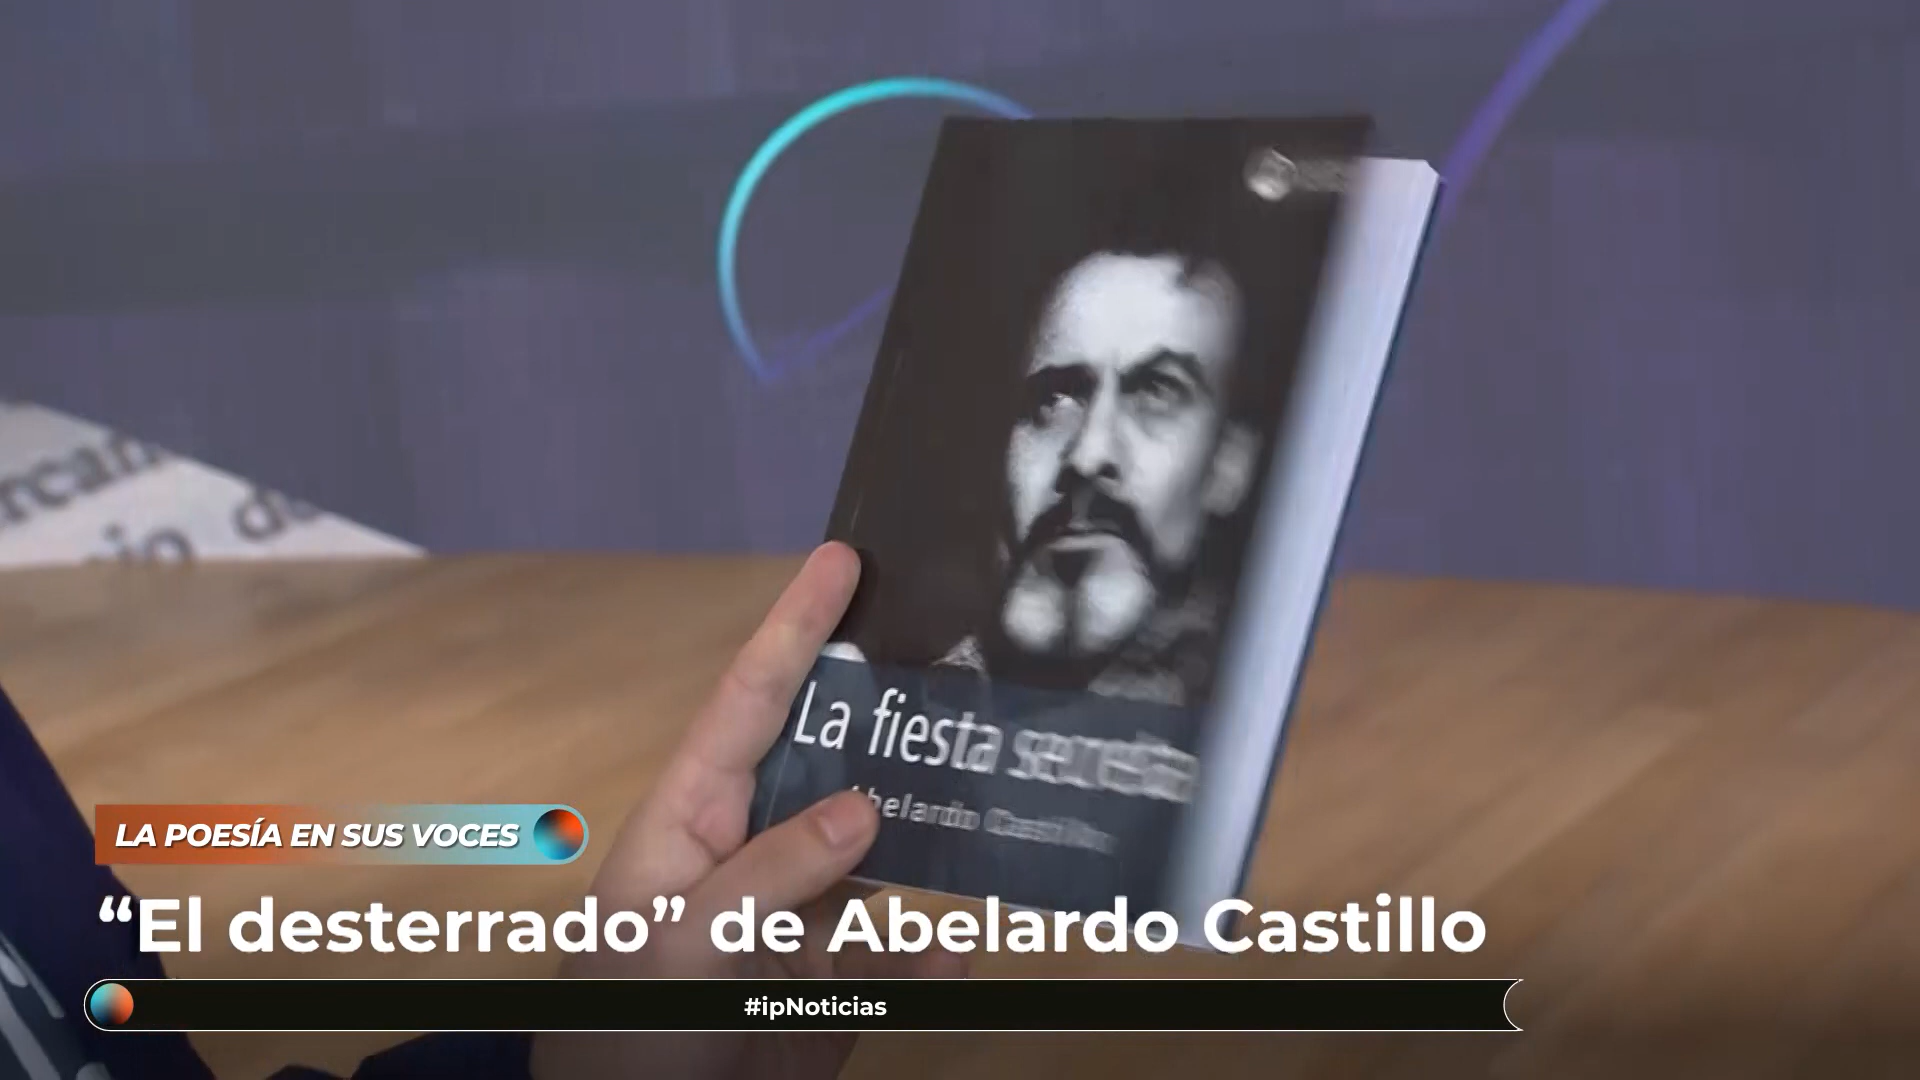 La fiesta secreta
Abelardo Castillo
LA POESÍA EN SUS VOCES
“El desterrado” de Abelardo Castillo
#ipNoticias